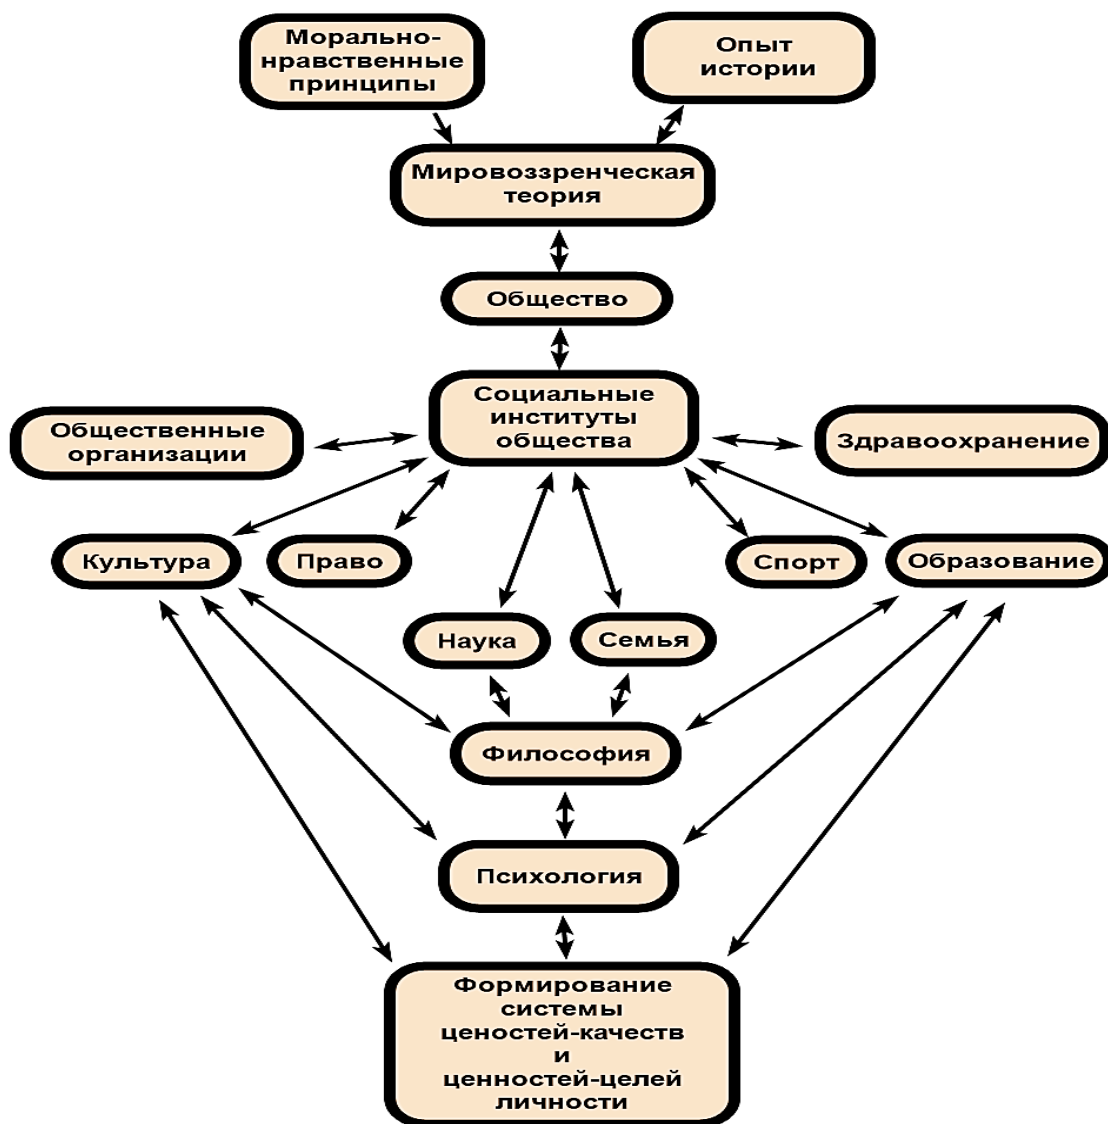 Морально-
нравственные
принципы
Опыт
истории
Мировоззренческая
теория
Общество
Социальные
институты
общества
Общественные
организации
Здравоохранение
Культура
Право
Спорт
Образование
Наука
Семья
Философия
Психология
Формирование
системы
ценостей-качеств
и
ценностей-целей
личности